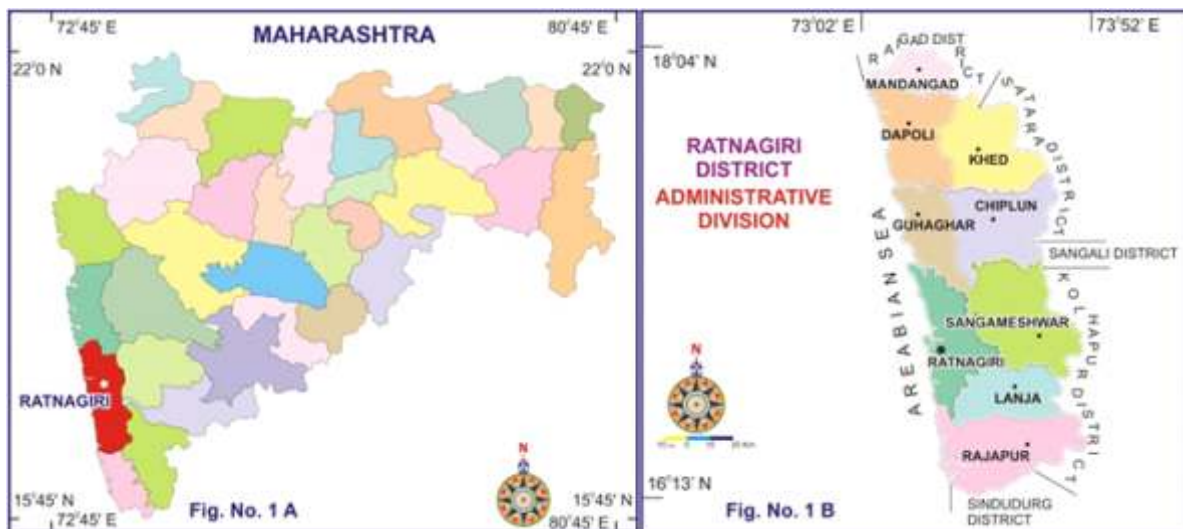 72°45' E
80°45' E
MAHARASHTRA
22°0 N
22°0 N
RATNAGIRI
N
15°45' N
15°45' N
72°45' E
80°45' E
Fig. No. 1 A
73°02' E
73°52' E
18°04' N
RAIGAD DISTRICT
MANDANGAD
SATARA DISTRICT
DAPOLI
KHED
RATNAGIRI
DISTRICT
ADMINISTRATIVE
DIVISION
CHIPLUN
GUHAGHAR
SANGALI DISTRICT
AREABIAN SEA
KOLHAPUR DISTRICT
SANGAMESHWAR
RATNAGIRI
N
LANJA
RAJAPUR
16°13' N
SINDUDURG
DISTRICT
Fig. No. 1 B